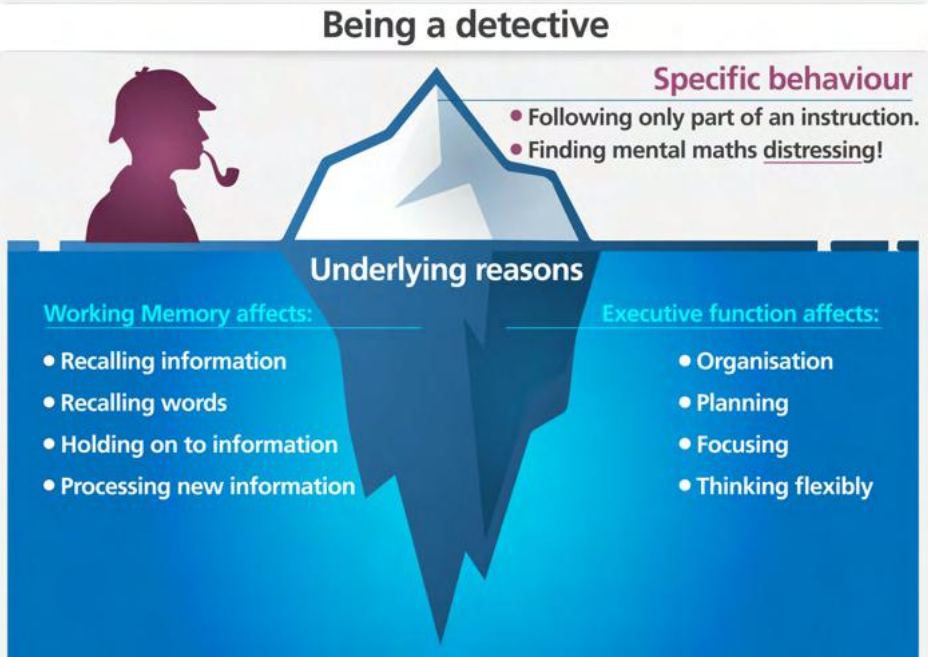 Being a detective
Specific behaviour
• Following only part of an instruction.
• Finding mental maths distressing!
Underlying reasons
Working Memory affects:
• Recalling information
• Recalling words
• Holding on to information
• Processing new information
Executive function affects:
• Organisation
• Planning
• Focusing
• Thinking flexibly